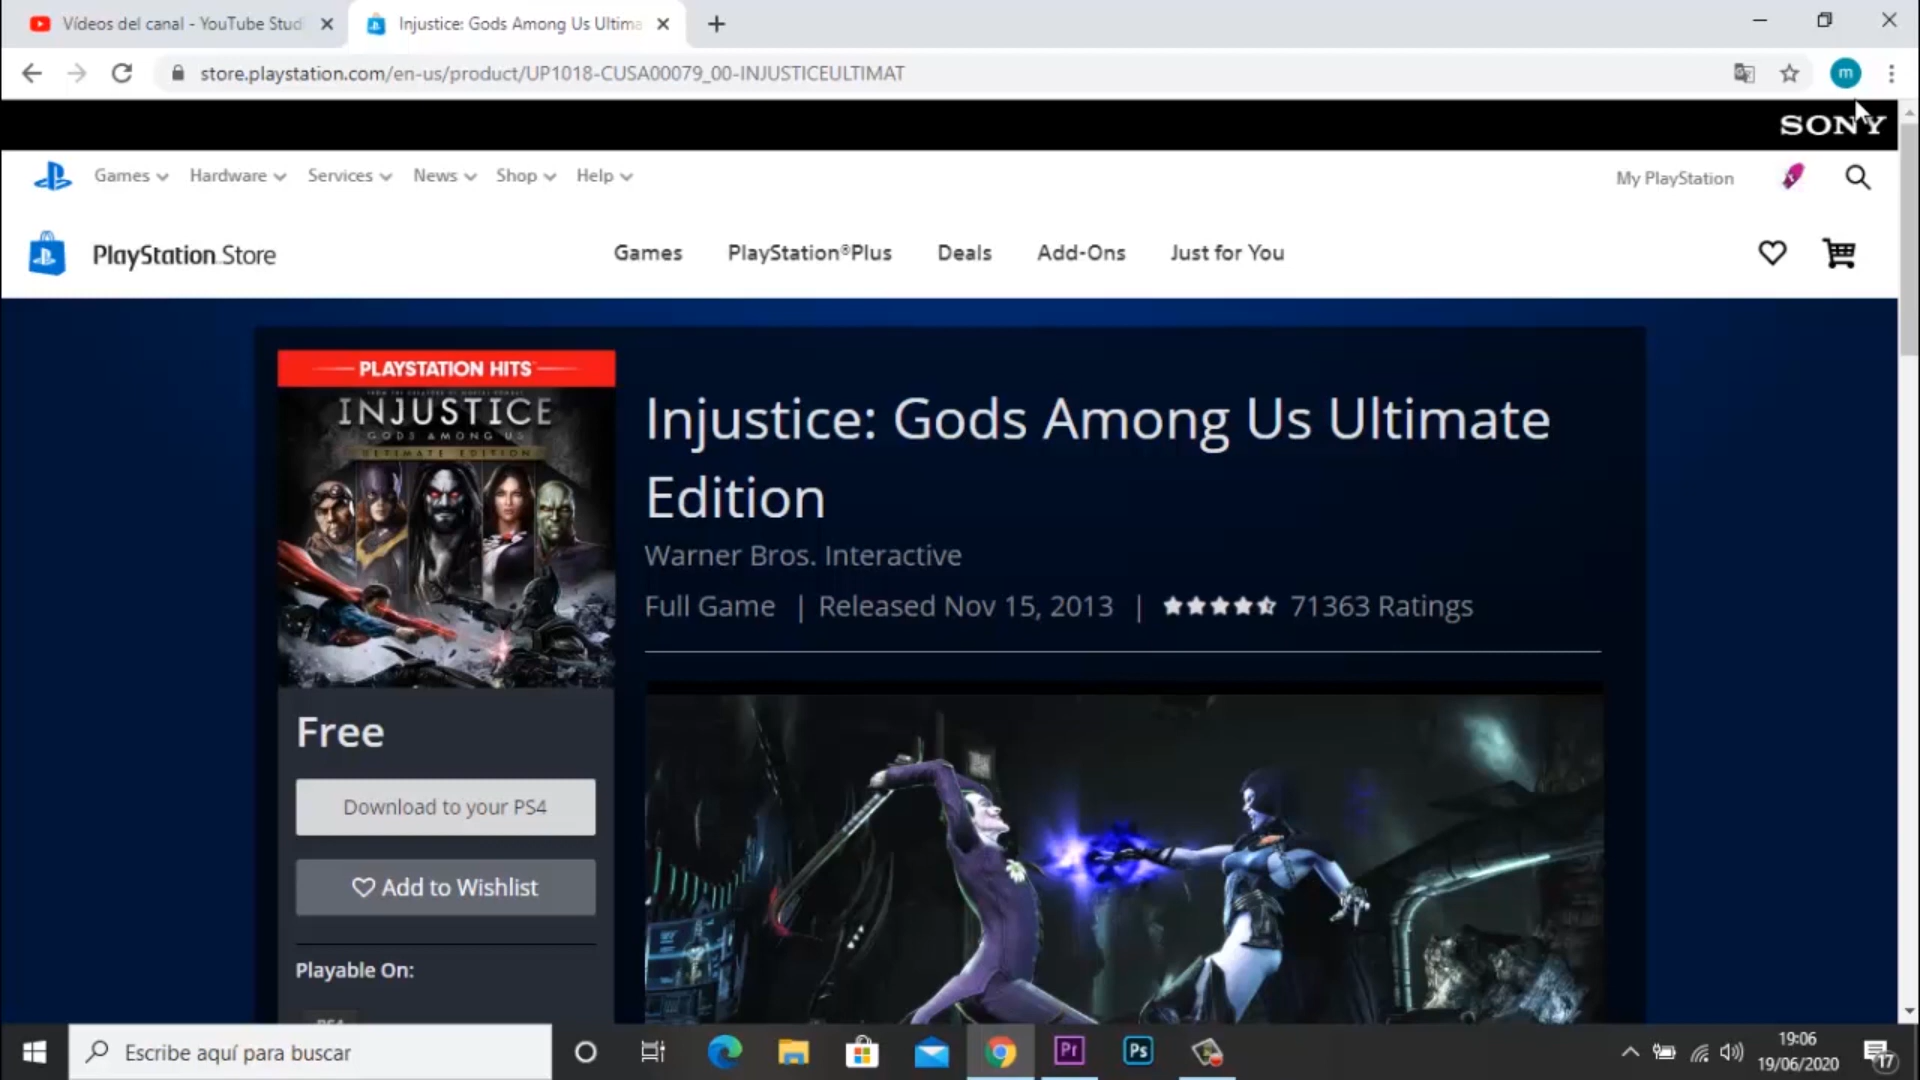 Vídeos del canal - YouTube Stud
Injustice: Gods Among Us Ultima
store.playstation.com/en-us/product/UP1018-CUSA00079_00-INJUSTICEULTIMAT
m
SONY
Games
Hardware
Services
News
Shop
Help
My PlayStation
PlayStation Store
Games
PlayStation®Plus
Deals
Add-Ons
Just for You
PLAYSTATION HITS
INJUSTICE
GODS AMONG US
ULTIMATE EDITION
Injustice: Gods Among Us Ultimate
Edition
Warner Bros. Interactive
Full Game | Released Nov 15, 2013 | 71363 Ratings
Free
Download to your PS4
Add to Wishlist
Playable On:
PS4
Escribe aquí para buscar
Pr
Ps
19:06
19/06/2020
17